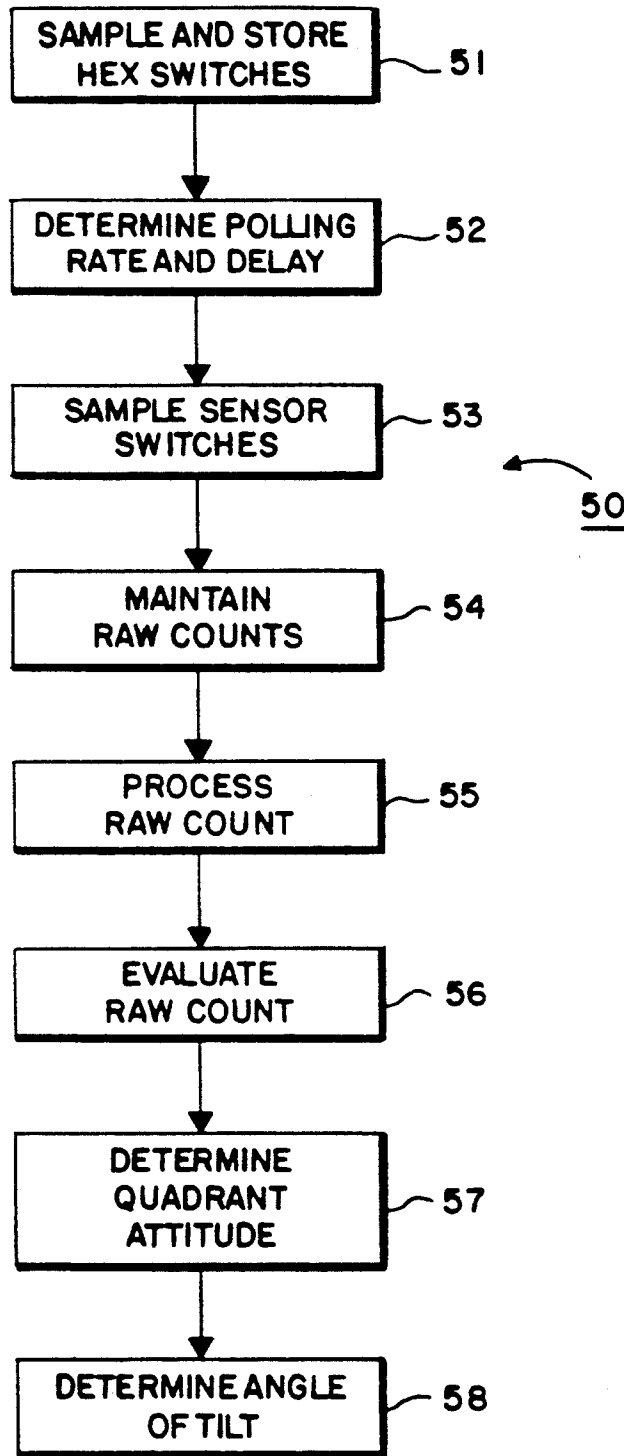 SAMPLE AND STORE
HEX SWITCHES
51
DETERMINE POLLING
RATE AND DELAY
52
SAMPLE SENSOR
SWITCHES
53
50
MAINTAIN
RAW COUNTS
54
PROCESS
RAW COUNT
55
EVALUATE
RAW COUNT
56
DETERMINE
QUADRANT
ATTITUDE
57
DETERMINE ANGLE
OF TILT
58